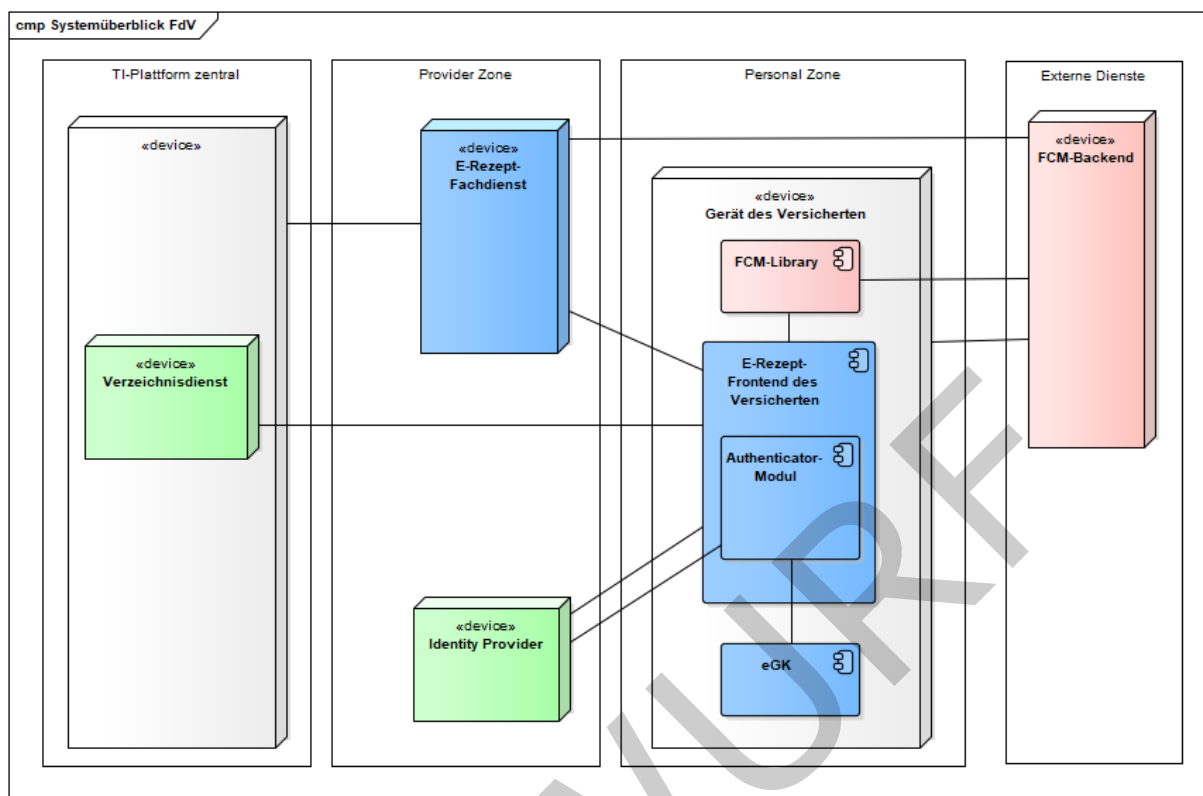 cmp Systemüberblick FdV
TI-Plattform zentral
«device»
«device»
Verzeichnisdienst
Provider Zone
«device»
E-Rezept-
Fachdienst
«device»
Identity Provider
Personal Zone
«device»
Gerät des Versicherten
FCM-Library
E-Rezept-
Frontend des
Versicherten
Authenticator-
Modul
eGK
Externe Dienste
«device»
FCM-Backend
VURF